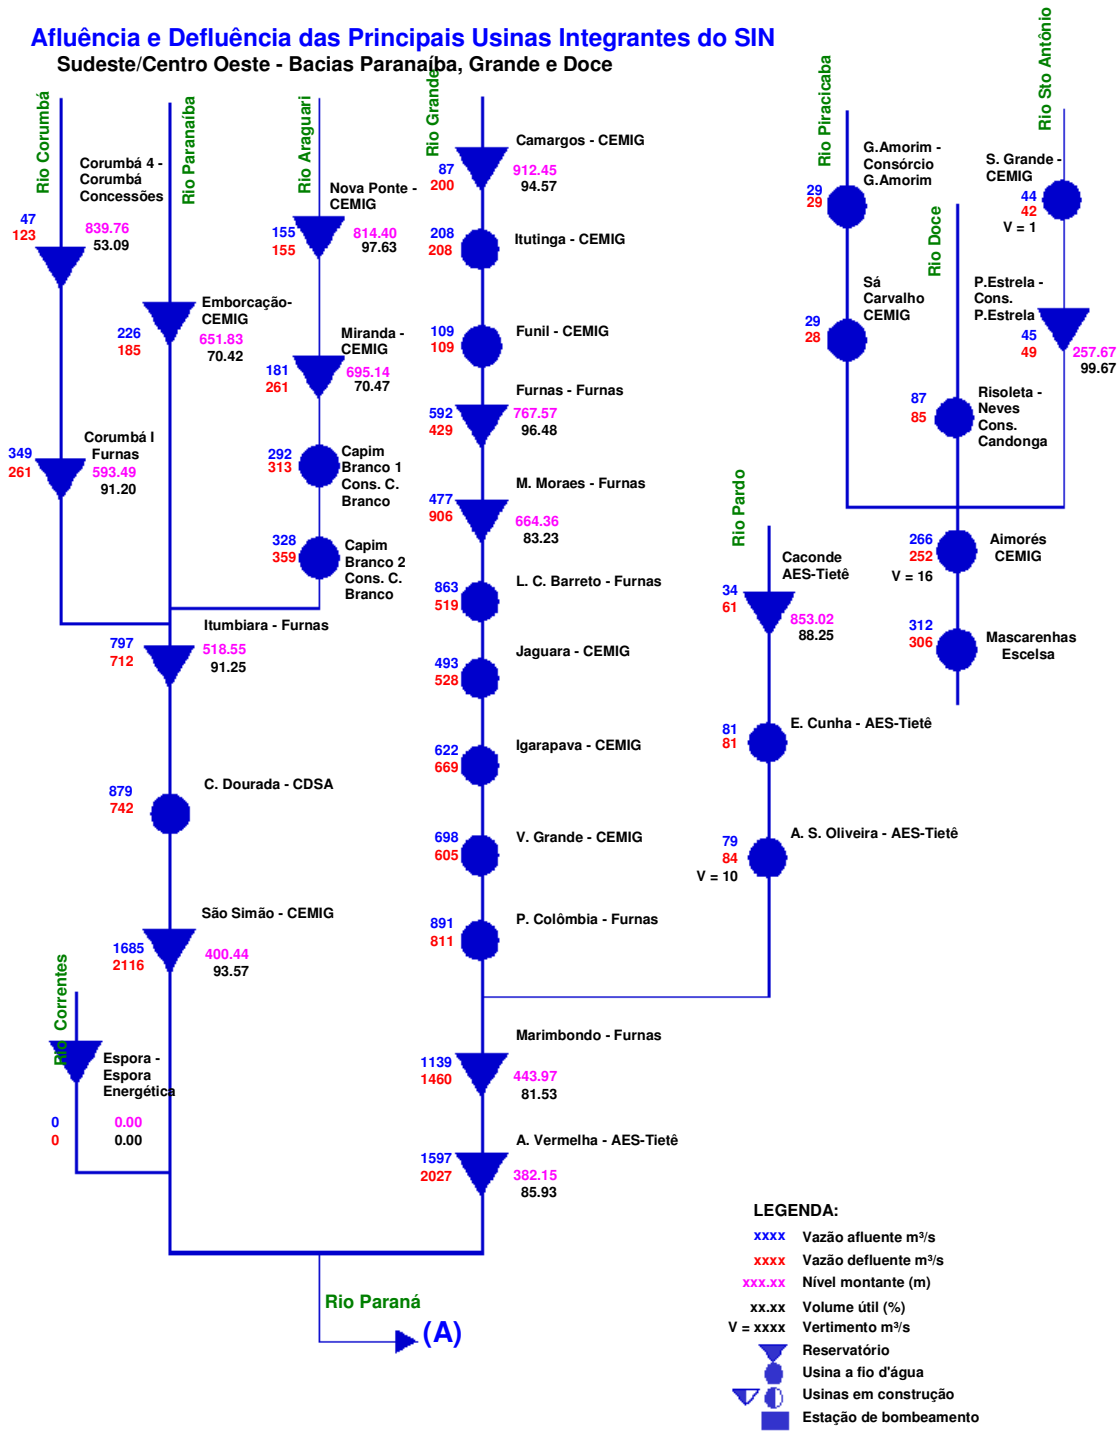 Afluência e Defluência das Principais Usinas Integrantes do SIN
Sudeste/Centro Oeste - Bacias Paranaíba, Grande e Doce
Rio Corumbá
Rio Paranaíba
Rio Araguari
Rio Grande
Rio Piracicaba
Rio Sto Antônio
Rio Doce
Rio Pardo
Rio Correntes
Corumbá 4 -
Corumbá
Concessões
47
123
839.76
53.09
Emborcação-
CEMIG
226
185
651.83
70.42
Corumbá I
Furnas
349
261
593.49
91.20
Nova Ponte -
CEMIG
155
155
814.40
97.63
Miranda -
CEMIG
181
261
695.14
70.47
Capim
Branco 1
Cons. C.
Branco
292
313
Capim
Branco 2
Cons. C.
Branco
328
359
Itumbiara - Furnas
797
712
518.55
91.25
C. Dourada - CDSA
879
742
São Simão - CEMIG
1685
2116
400.44
93.57
Espora -
Espora
Energética
0
0
0.00
0.00
Camargos - CEMIG
87
200
912.45
94.57
Itutinga - CEMIG
208
208
Funil - CEMIG
109
109
Furnas - Furnas
592
429
767.57
96.48
M. Moraes - Furnas
477
906
664.36
83.23
L. C. Barreto - Furnas
863
519
Jaguara - CEMIG
493
528
Igarapava - CEMIG
622
669
V. Grande - CEMIG
698
605
P. Colômbia - Furnas
891
811
Marimbondo - Furnas
1139
1460
443.97
81.53
A. Vermelha - AES-Tietê
1597
2027
382.15
85.93
Caconde
AES-Tietê
34
61
853.02
88.25
E. Cunha - AES-Tietê
81
81
A. S. Oliveira - AES-Tietê
79
84
V = 10
G.Amorim -
Consórcio
G.Amorim
29
29
Sá
Carvalho
CEMIG
29
28
S. Grande -
CEMIG
44
42
V = 1
P.Estrela -
Cons.
P.Estrela
45
49
257.67
99.67
Risoleta -
Neves
Cons.
Candonga
87
85
Aimorés
CEMIG
266
252
V = 16
Mascarenhas
Escelsa
312
306
Rio Paraná
(A)
LEGENDA:
xxxx Vazão afluente m³/s
xxxx Vazão defluente m³/s
xxx.xx Nível montante (m)
xx.xx Volume útil (%)
V = xxxx Vertimento m³/s
Reservatório
Usina a fio d'água
Usinas em construção
Estação de bombeamento